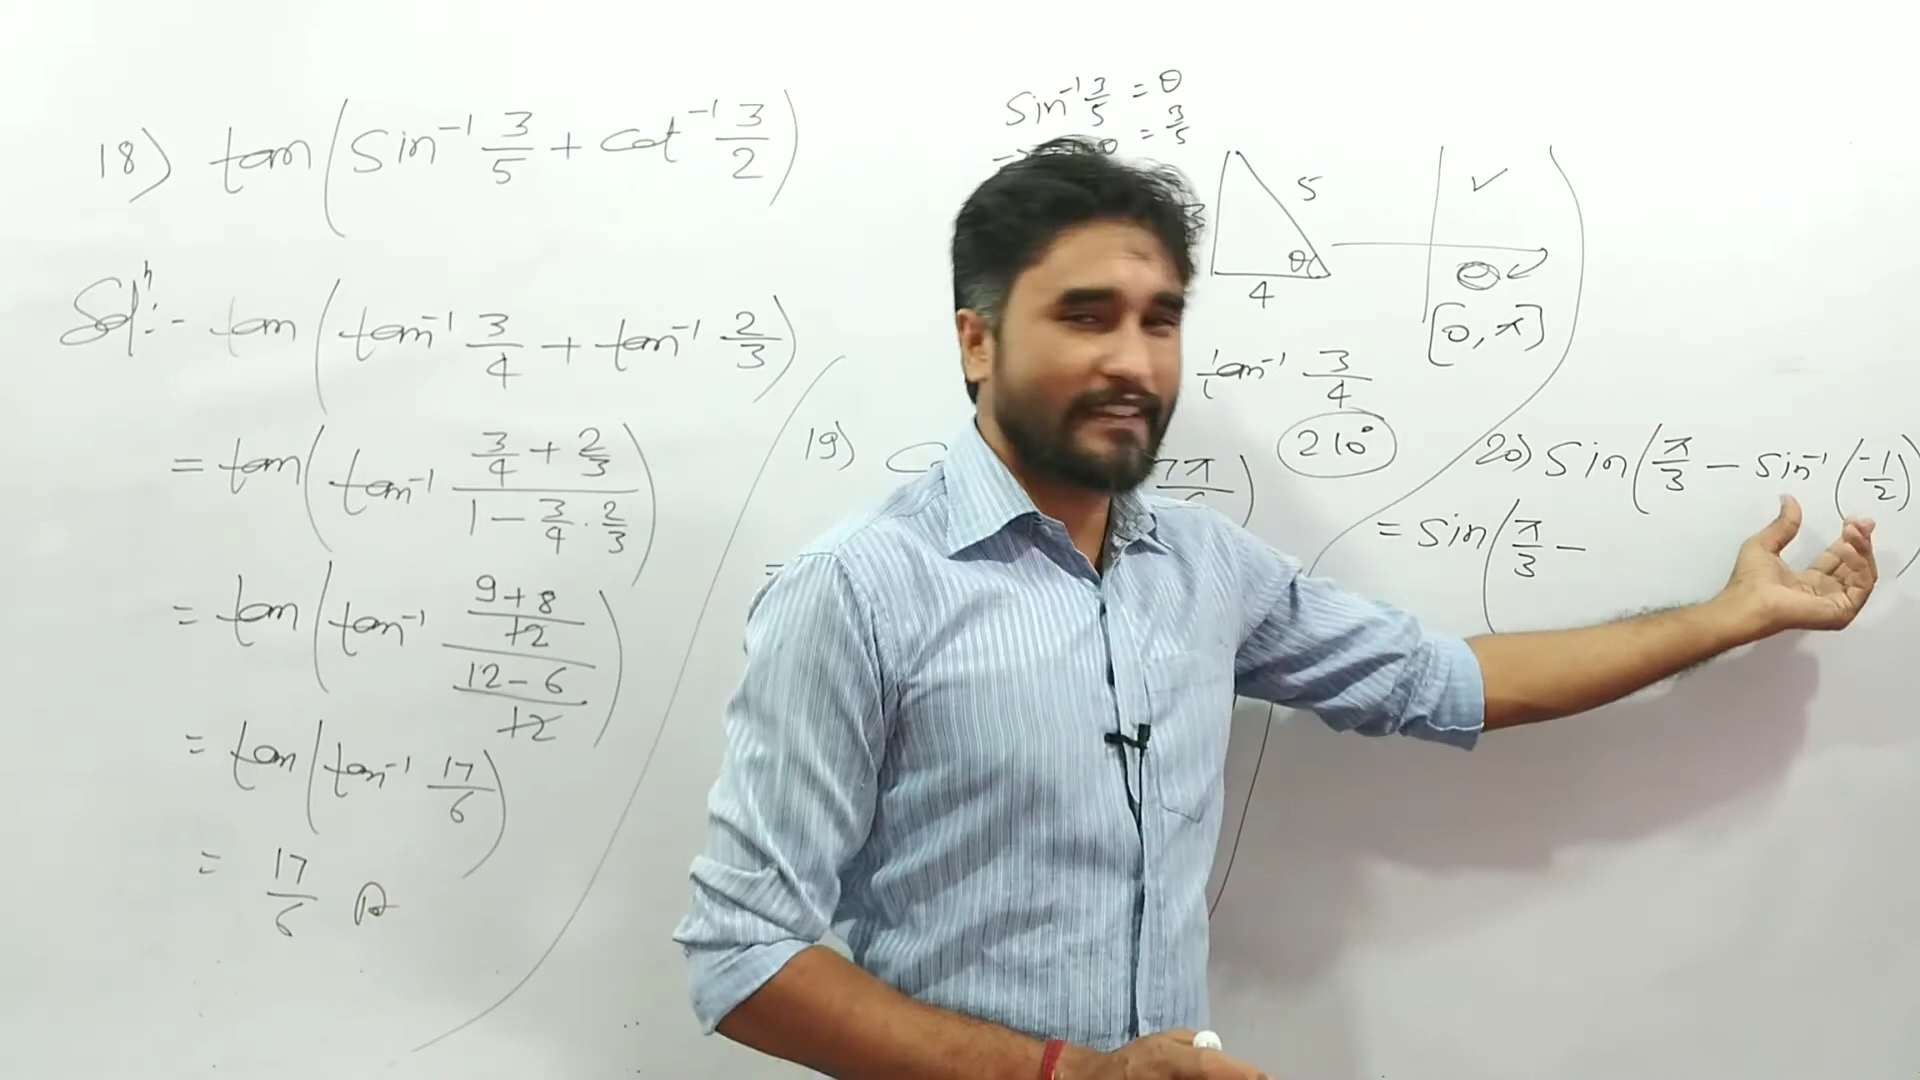 18) tan(Sin⁻¹ 3/5 + Cot⁻¹ 3/2)
Solⁿ:- tan(tan⁻¹ 3/4 + tan⁻¹ 2/3)
= tan(tan⁻¹ (3/4 + 2/3)/(1 - 3/4 · 2/3))
= tan(tan⁻¹ ((9+8)/12)/((12-6)/12))
= tan(tan⁻¹ 17/6)
= 17/6
Sin⁻¹ 3/5 = θ
= 3/5
3
5
4
θ
✓
[0, π]
tan⁻¹ 3/4
210°
19)
7π
=
20) Sin(π/3 - Sin⁻¹(-1/2))
= Sin(π/3 -